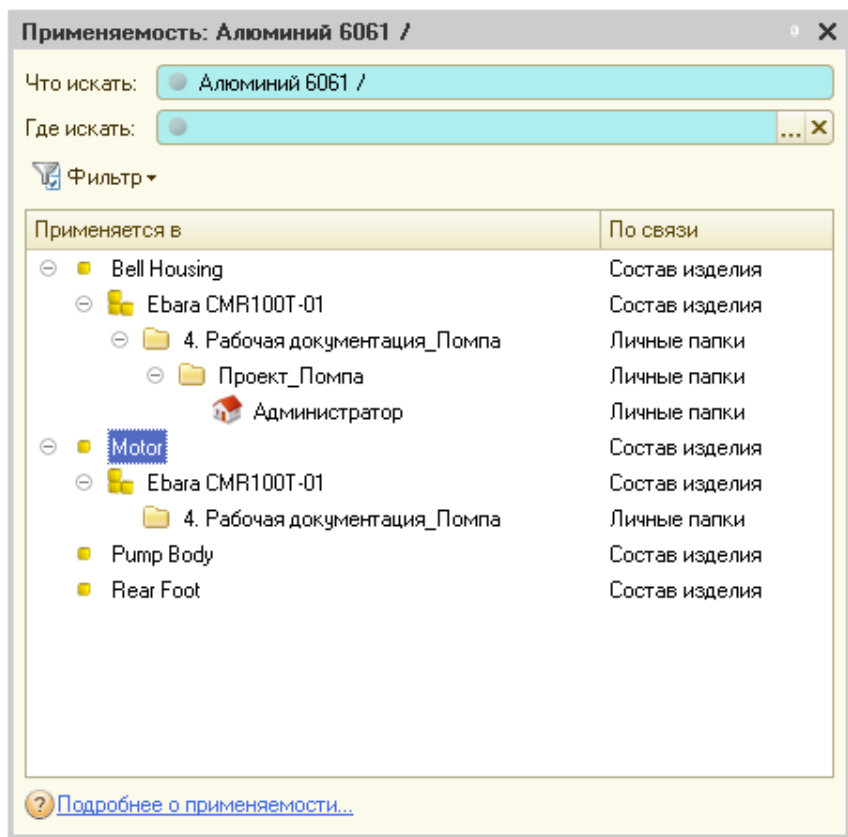 Применяемость: Алюминий 6061 /
Что искать: Алюминий 6061 /
Где искать: ...
Фильтр
Применяется в По связи
Bell Housing Состав изделия
Ebara CMR100T-01 Состав изделия
4. Рабочая документация_Помпа Личные папки
Проект_Помпа Личные папки
Администратор Личные папки
Motor Состав изделия
Ebara CMR100T-01 Состав изделия
4. Рабочая документация_Помпа Личные папки
Pump Body Состав изделия
Rear Foot Состав изделия
? Подробнее о применяемости...